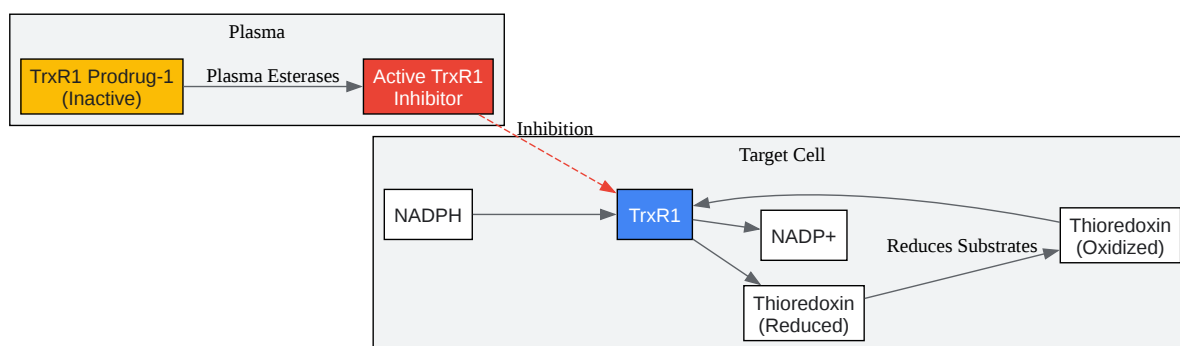 Plasma
TrxR1 Prodrug-1
(Inactive)
Plasma Esterases
Active TrxR1
Inhibitor
Inhibition
Target Cell
NADPH
TrxR1
NADP+
Thioredoxin
(Reduced)
Reduces Substrates
Thioredoxin
(Oxidized)